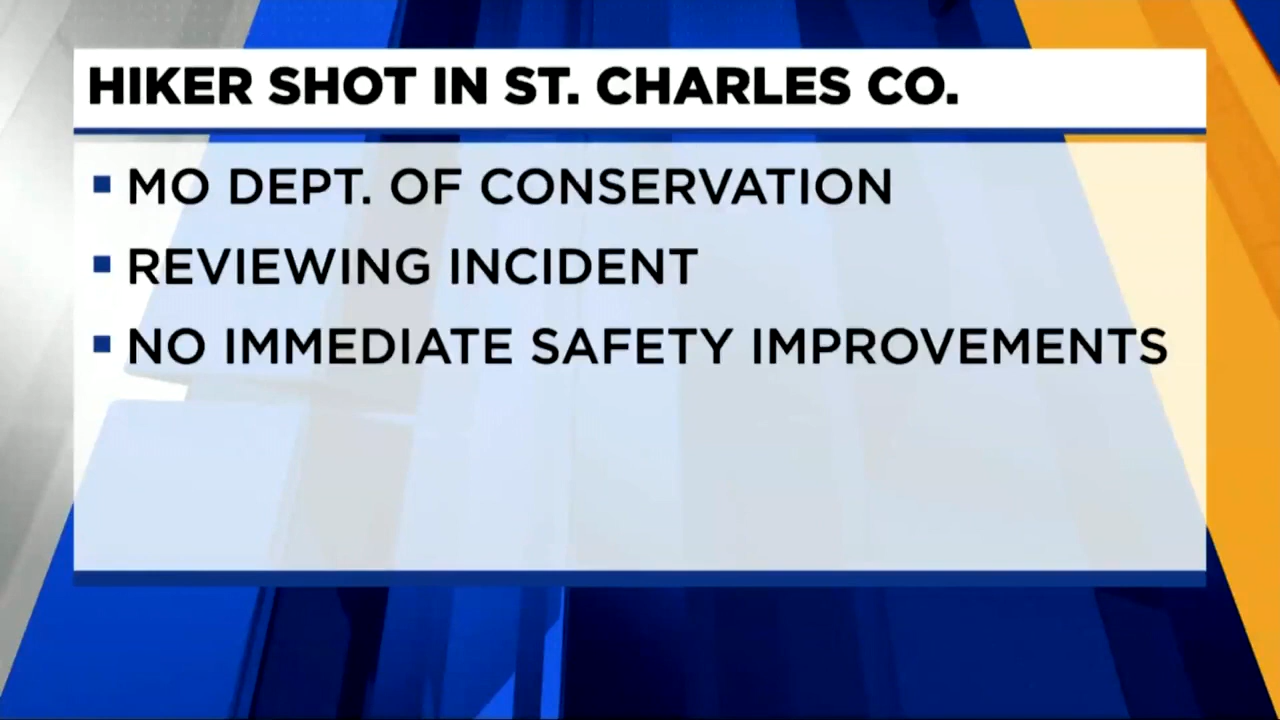 HIKER SHOT IN ST. CHARLES CO.
MO DEPT. OF CONSERVATION
REVIEWING INCIDENT
NO IMMEDIATE SAFETY IMPROVEMENTS